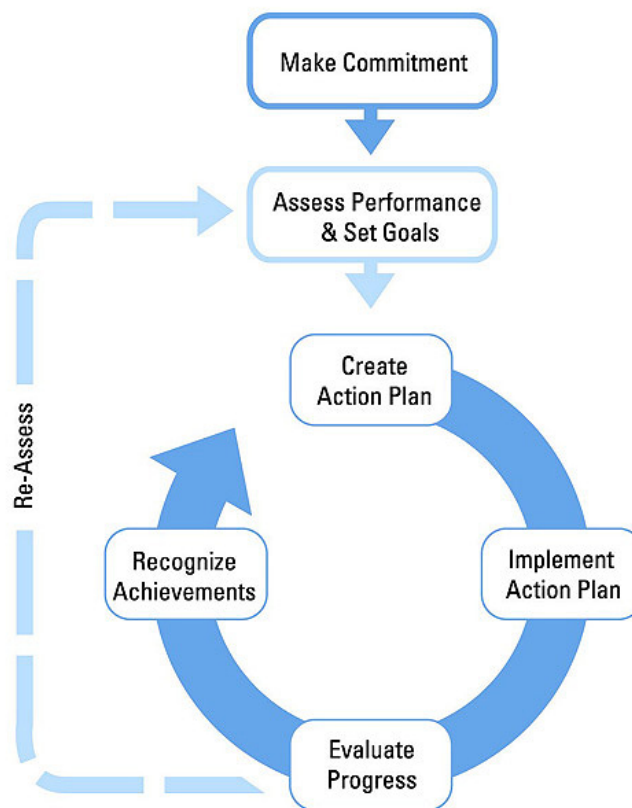 Make Commitment
Assess Performance
& Set Goals
Create
Action Plan
Re-Assess
Recognize
Achievements
Implement
Action Plan
Evaluate
Progress